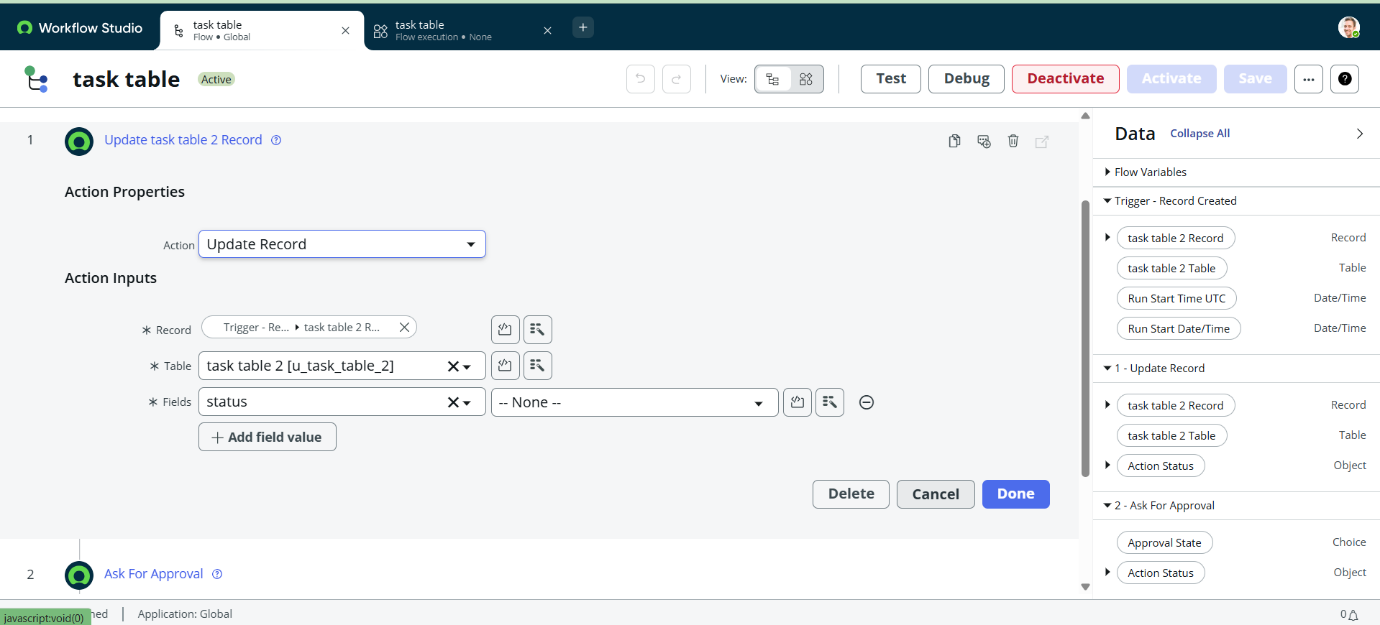 Workflow Studio
task table
Flow • Global
task table
Flow execution • None
task table
Active
View:
Test
Debug
Deactivate
Activate
Save
1
Update task table 2 Record
Action Properties
Action
Update Record
Action Inputs
* Record
Trigger - Re... ▸ task table 2 R...
* Table
task table 2 [u_task_table_2]
* Fields
status
-- None --
+ Add field value
Delete
Cancel
Done
2
Ask For Approval
Data
Collapse All
Flow Variables
Trigger - Record Created
task table 2 Record Record
task table 2 Table Table
Run Start Time UTC Date/Time
Run Start Date/Time Date/Time
1 - Update Record
task table 2 Record Record
task table 2 Table Table
Action Status Object
2 - Ask For Approval
Approval State Choice
Action Status Object
javascript:void(0)
Application: Global
0